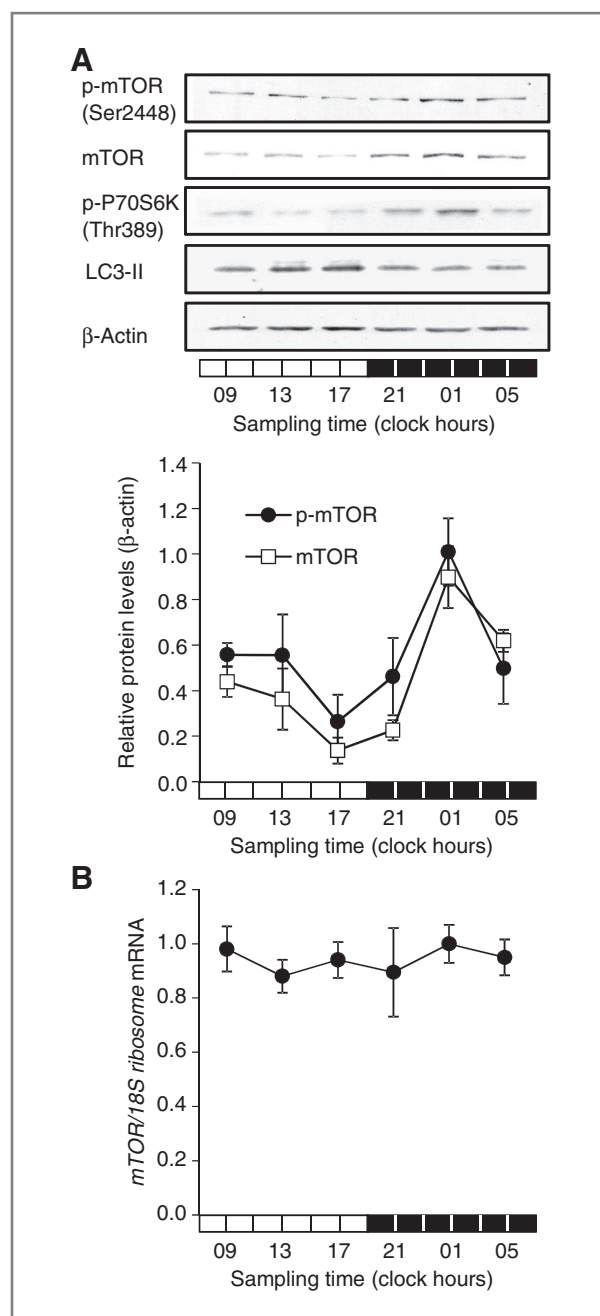 A
p-mTOR
(Ser2448)
mTOR
p-P70S6K
(Thr389)
LC3-II
β-Actin
09 13 17 21 01 05
Sampling time (clock hours)
Relative protein levels (β-actin)
1.4
1.2
1.0
0.8
0.6
0.4
0.2
0.0
p-mTOR
mTOR
09 13 17 21 01 05
Sampling time (clock hours)
B
mTOR/18S ribosome mRNA
1.2
1.0
0.8
0.6
0.4
0.2
0.0
09 13 17 21 01 05
Sampling time (clock hours)